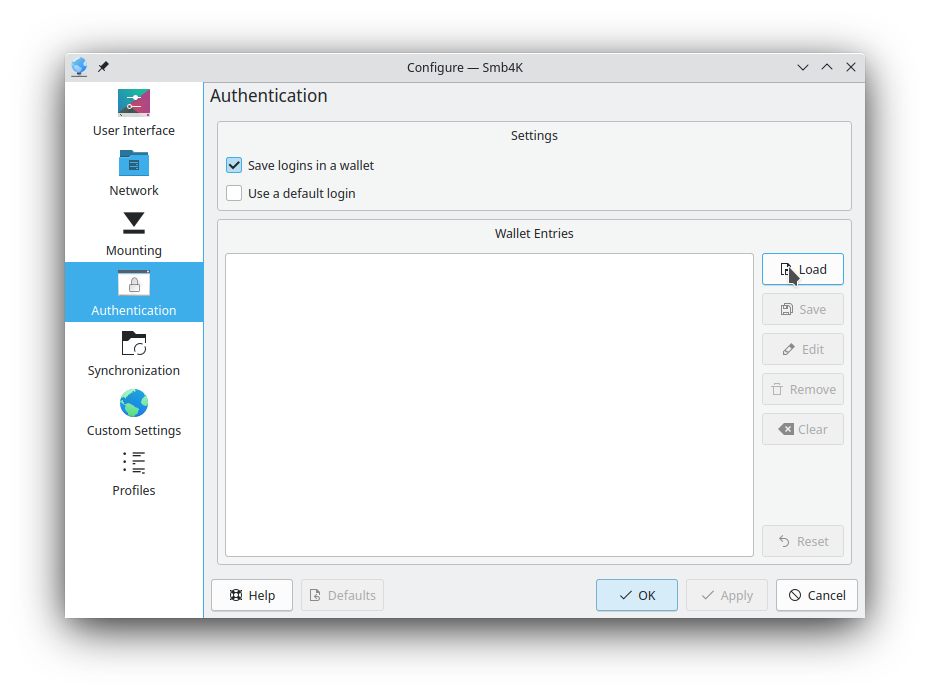 Configure — Smb4K
User Interface
Network
Mounting
Authentication
Synchronization
Custom Settings
Profiles
Authentication
Settings
Save logins in a wallet
Use a default login
Wallet Entries
Load
Save
Edit
Remove
Clear
Reset
Help
Defaults
OK
Apply
Cancel